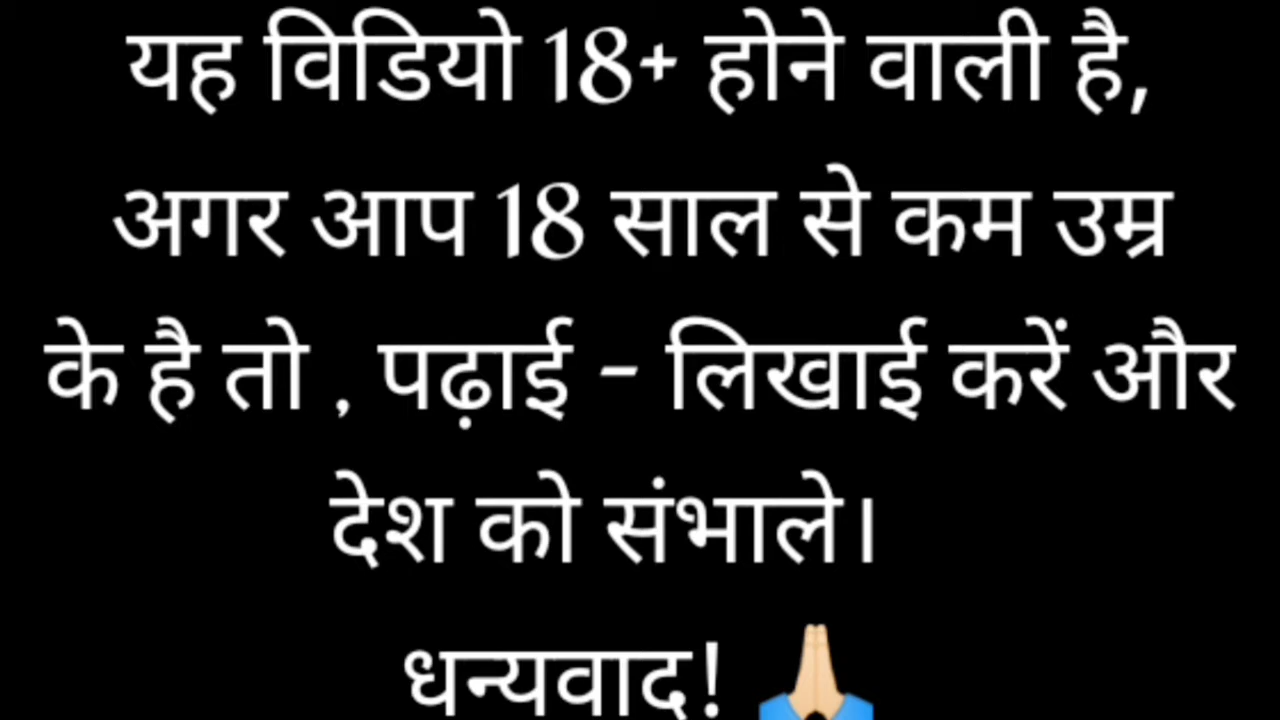 यह विडियो 18+ होने वाली है,
अगर आप 18 साल से कम उम्र
के है तो , पढ़ाई - लिखाई करें और
देश को संभाले।
धन्यवाद! 🙏🏻